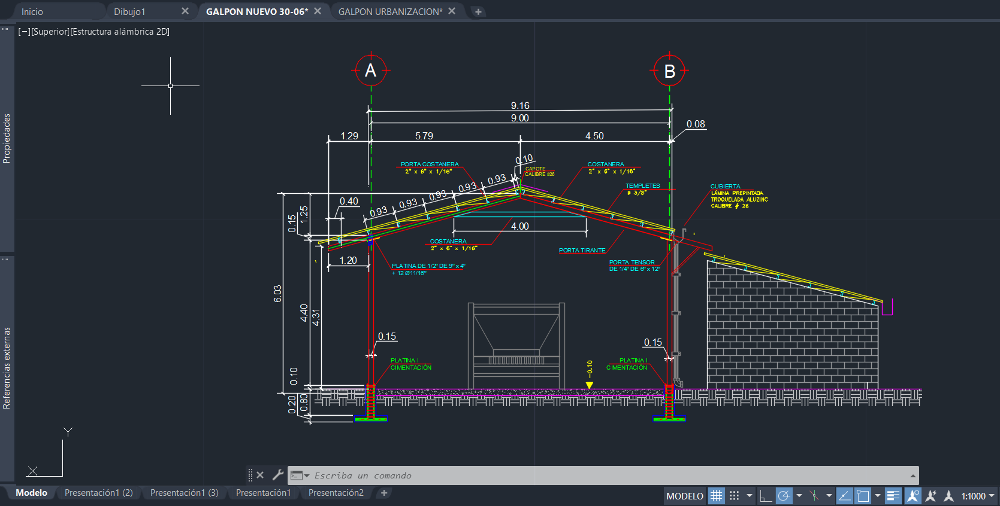 Inicio
Dibujo1
GALPON NUEVO 30-06*
GALPON URBANIZACION*
[−][Superior][Estructura alámbrica 2D]
Propiedades
Referencias externas
A
B
9.16
9.00
0.08
1.29
5.79
4.50
0.10
PORTA COSTANERA
2" x 6" x 1/16"
CAPOTE
CALIBRE #26
COSTANERA
2" x 6" x 1/16"
0.93
0.93
0.93
0.93
0.93
TEMPLETES
ø 3/8"
CUBIERTA
LÁMINA PREPINTADA
TROQUELADA ALUZINC
CALIBRE # 26
0.40
0.15
1.25
4.00
COSTANERA
2" x 6" x 1/16"
PORTA TIRANTE
1.20
PLATINA DE 1/2" DE 9" x 4"
+ 12 Ø11/16"
PORTA TENSOR
DE 1/4" DE 6" x 12"
6.03
4.40
4.31
0.15
0.15
PLATINA I
CIMENTACIÓN
PLATINA I
CIMENTACIÓN
−0.10
0.10
0.20
0.80
Y
X
Escriba un comando
Modelo
Presentación1 (2)
Presentación1 (3)
Presentación1
Presentación2
MODELO
1:1000